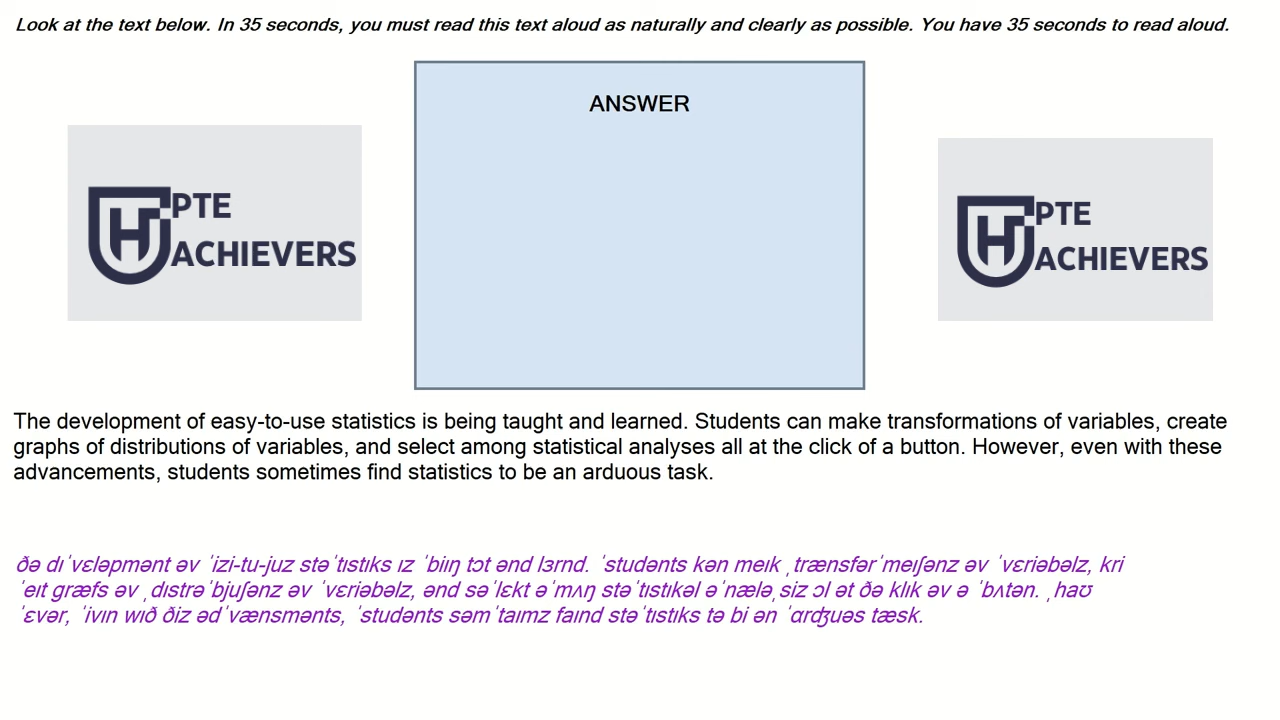 Look at the text below. In 35 seconds, you must read this text aloud as naturally and clearly as possible. You have 35 seconds to read aloud.
ANSWER
PTE
ACHIEVERS
PTE
ACHIEVERS
The development of easy-to-use statistics is being taught and learned. Students can make transformations of variables, create
graphs of distributions of variables, and select among statistical analyses all at the click of a button. However, even with these
advancements, students sometimes find statistics to be an arduous task.
ðə dɪˈvɛləpmənt əv ˈizi-tu-juz stəˈtɪstɪks ɪz ˈbiɪŋ tɔt ənd lɜrnd. ˈstudənts kən meɪk ˌtrænsfərˈmeɪʃənz əv ˈvɛriəbəlz, kri
ˈeɪt græfs əv ˌdɪstrəˈbjuʃənz əv ˈvɛriəbəlz, ənd səˈlɛkt əˈmʌŋ stəˈtɪstɪkəl əˈnæləˌsiz ɔl ət ðə klɪk əv ə ˈbʌtən. ˌhaʊ
ˈɛvər, ˈivɪn wɪð ðiz ədˈvænsmənts, ˈstudənts səmˈtaɪmz faɪnd stəˈtɪstɪks tə bi ən ˈɑrʤuəs tæsk.